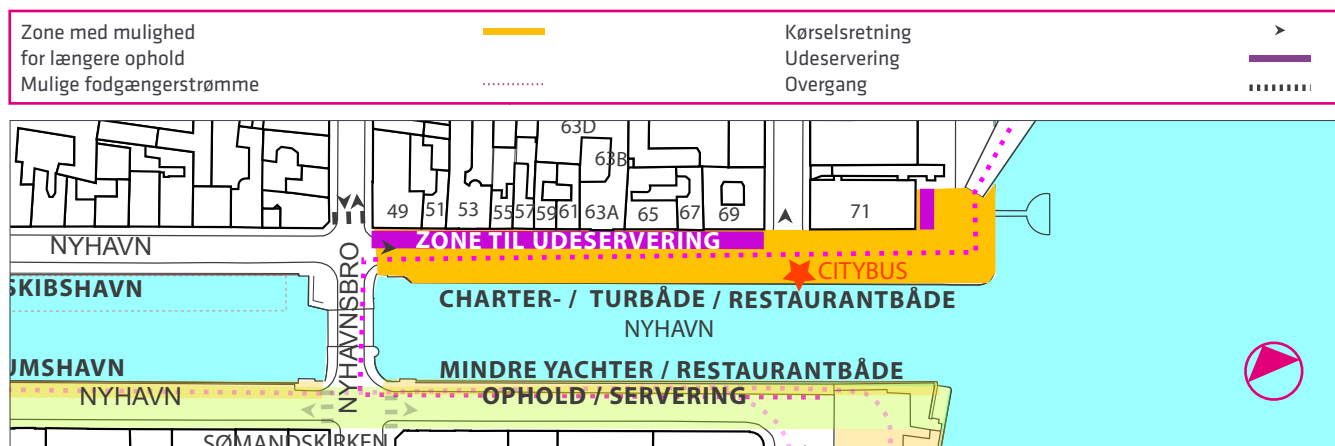 Zone med mulighed
for længere ophold
Mulige fodgængerstrømme
Kørselsretning
Udeservering
Overgang
63D
63B
49
51
53
55
57
59
61
63A
65
67
69
71
NYHAVN
ZONE TIL UDESERVERING
NYHAVNSBRO
CITYBUS
SKIBSHAVN
CHARTER- / TURBÅDE / RESTAURANTBÅDE
NYHAVN
UMSHAVN
MINDRE YACHTER / RESTAURANTBÅDE
NYHAVN
OPHOLD / SERVERING
SØMANDSKIRKEN